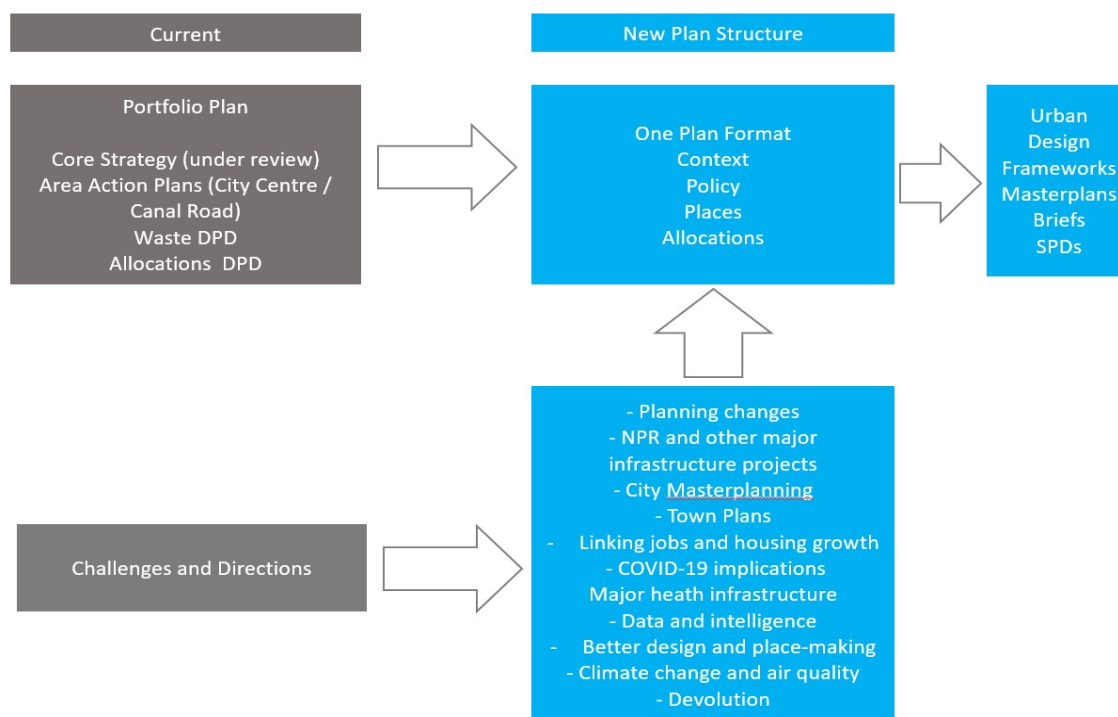 Current
New Plan Structure
Portfolio Plan
Core Strategy (under review)
Area Action Plans (City Centre /
Canal Road)
Waste DPD
Allocations DPD
One Plan Format
Context
Policy
Places
Allocations
Urban
Design
Frameworks
Masterplans
Briefs
SPDs
Challenges and Directions
- Planning changes
- NPR and other major
infrastructure projects
- City Masterplanning
- Town Plans
- Linking jobs and housing growth
- COVID-19 implications
Major heath infrastructure
- Data and intelligence
- Better design and place-making
- Climate change and air quality
- Devolution